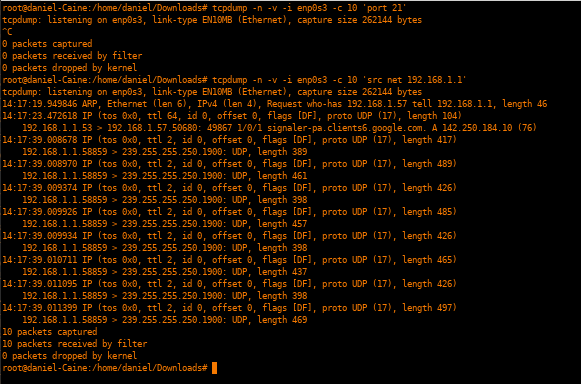 root@daniel-Caine:/home/daniel/Downloads# tcpdump -n -v -i enp0s3 -c 10 'port 21'
tcpdump: listening on enp0s3, link-type EN10MB (Ethernet), capture size 262144 bytes
^C
0 packets captured
0 packets received by filter
0 packets dropped by kernel
root@daniel-Caine:/home/daniel/Downloads# tcpdump -n -v -i enp0s3 -c 10 'src net 192.168.1.1'
tcpdump: listening on enp0s3, link-type EN10MB (Ethernet), capture size 262144 bytes
14:17:19.949846 ARP, Ethernet (len 6), IPv4 (len 4), Request who-has 192.168.1.57 tell 192.168.1.1, length 46
14:17:23.472618 IP (tos 0x0, ttl 64, id 0, offset 0, flags [DF], proto UDP (17), length 104)
    192.168.1.1.53 > 192.168.1.57.50680: 49867 1/0/1 signaler-pa.clients6.google.com. A 142.250.184.10 (76)
14:17:39.008678 IP (tos 0x0, ttl 2, id 0, offset 0, flags [DF], proto UDP (17), length 417)
    192.168.1.1.58859 > 239.255.255.250.1900: UDP, length 389
14:17:39.008970 IP (tos 0x0, ttl 2, id 0, offset 0, flags [DF], proto UDP (17), length 489)
    192.168.1.1.58859 > 239.255.255.250.1900: UDP, length 461
14:17:39.009374 IP (tos 0x0, ttl 2, id 0, offset 0, flags [DF], proto UDP (17), length 426)
    192.168.1.1.58859 > 239.255.255.250.1900: UDP, length 398
14:17:39.009926 IP (tos 0x0, ttl 2, id 0, offset 0, flags [DF], proto UDP (17), length 485)
    192.168.1.1.58859 > 239.255.255.250.1900: UDP, length 457
14:17:39.009934 IP (tos 0x0, ttl 2, id 0, offset 0, flags [DF], proto UDP (17), length 426)
    192.168.1.1.58859 > 239.255.255.250.1900: UDP, length 398
14:17:39.010711 IP (tos 0x0, ttl 2, id 0, offset 0, flags [DF], proto UDP (17), length 465)
    192.168.1.1.58859 > 239.255.255.250.1900: UDP, length 437
14:17:39.011095 IP (tos 0x0, ttl 2, id 0, offset 0, flags [DF], proto UDP (17), length 426)
    192.168.1.1.58859 > 239.255.255.250.1900: UDP, length 398
14:17:39.011399 IP (tos 0x0, ttl 2, id 0, offset 0, flags [DF], proto UDP (17), length 497)
    192.168.1.1.58859 > 239.255.255.250.1900: UDP, length 469
10 packets captured
10 packets received by filter
0 packets dropped by kernel
root@daniel-Caine:/home/daniel/Downloads#